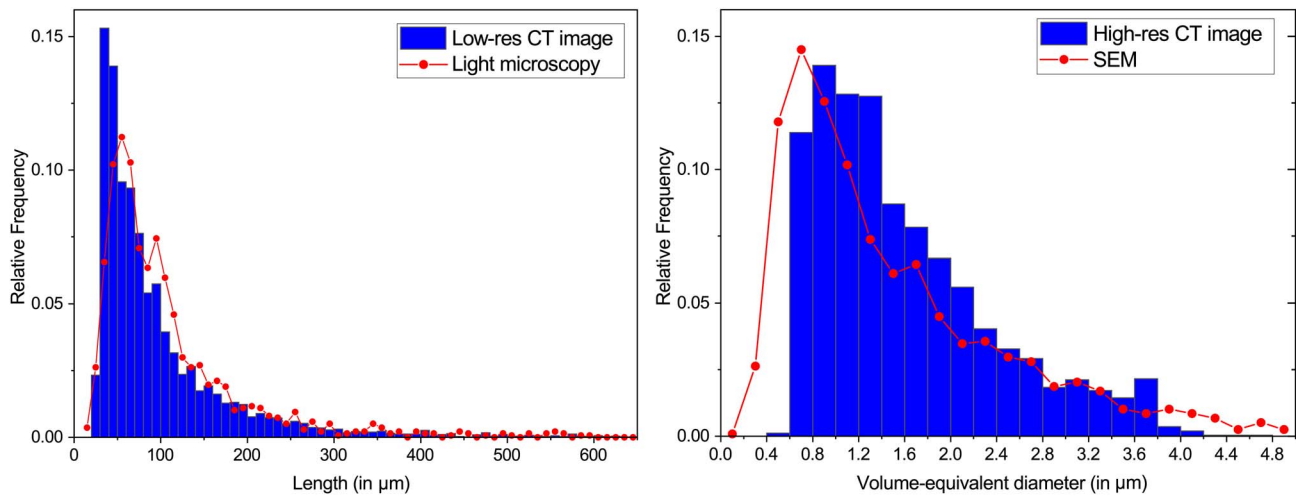 0.15
0.10
0.05
0.00
Relative Frequency
Low-res CT image
Light microscopy
0 100 200 300 400 500 600
Length (in μm)
0.15
0.10
0.05
0.00
Relative Frequency
High-res CT image
SEM
0.0 0.4 0.8 1.2 1.6 2.0 2.4 2.8 3.2 3.6 4.0 4.4 4.8
Volume-equivalent diameter (in μm)